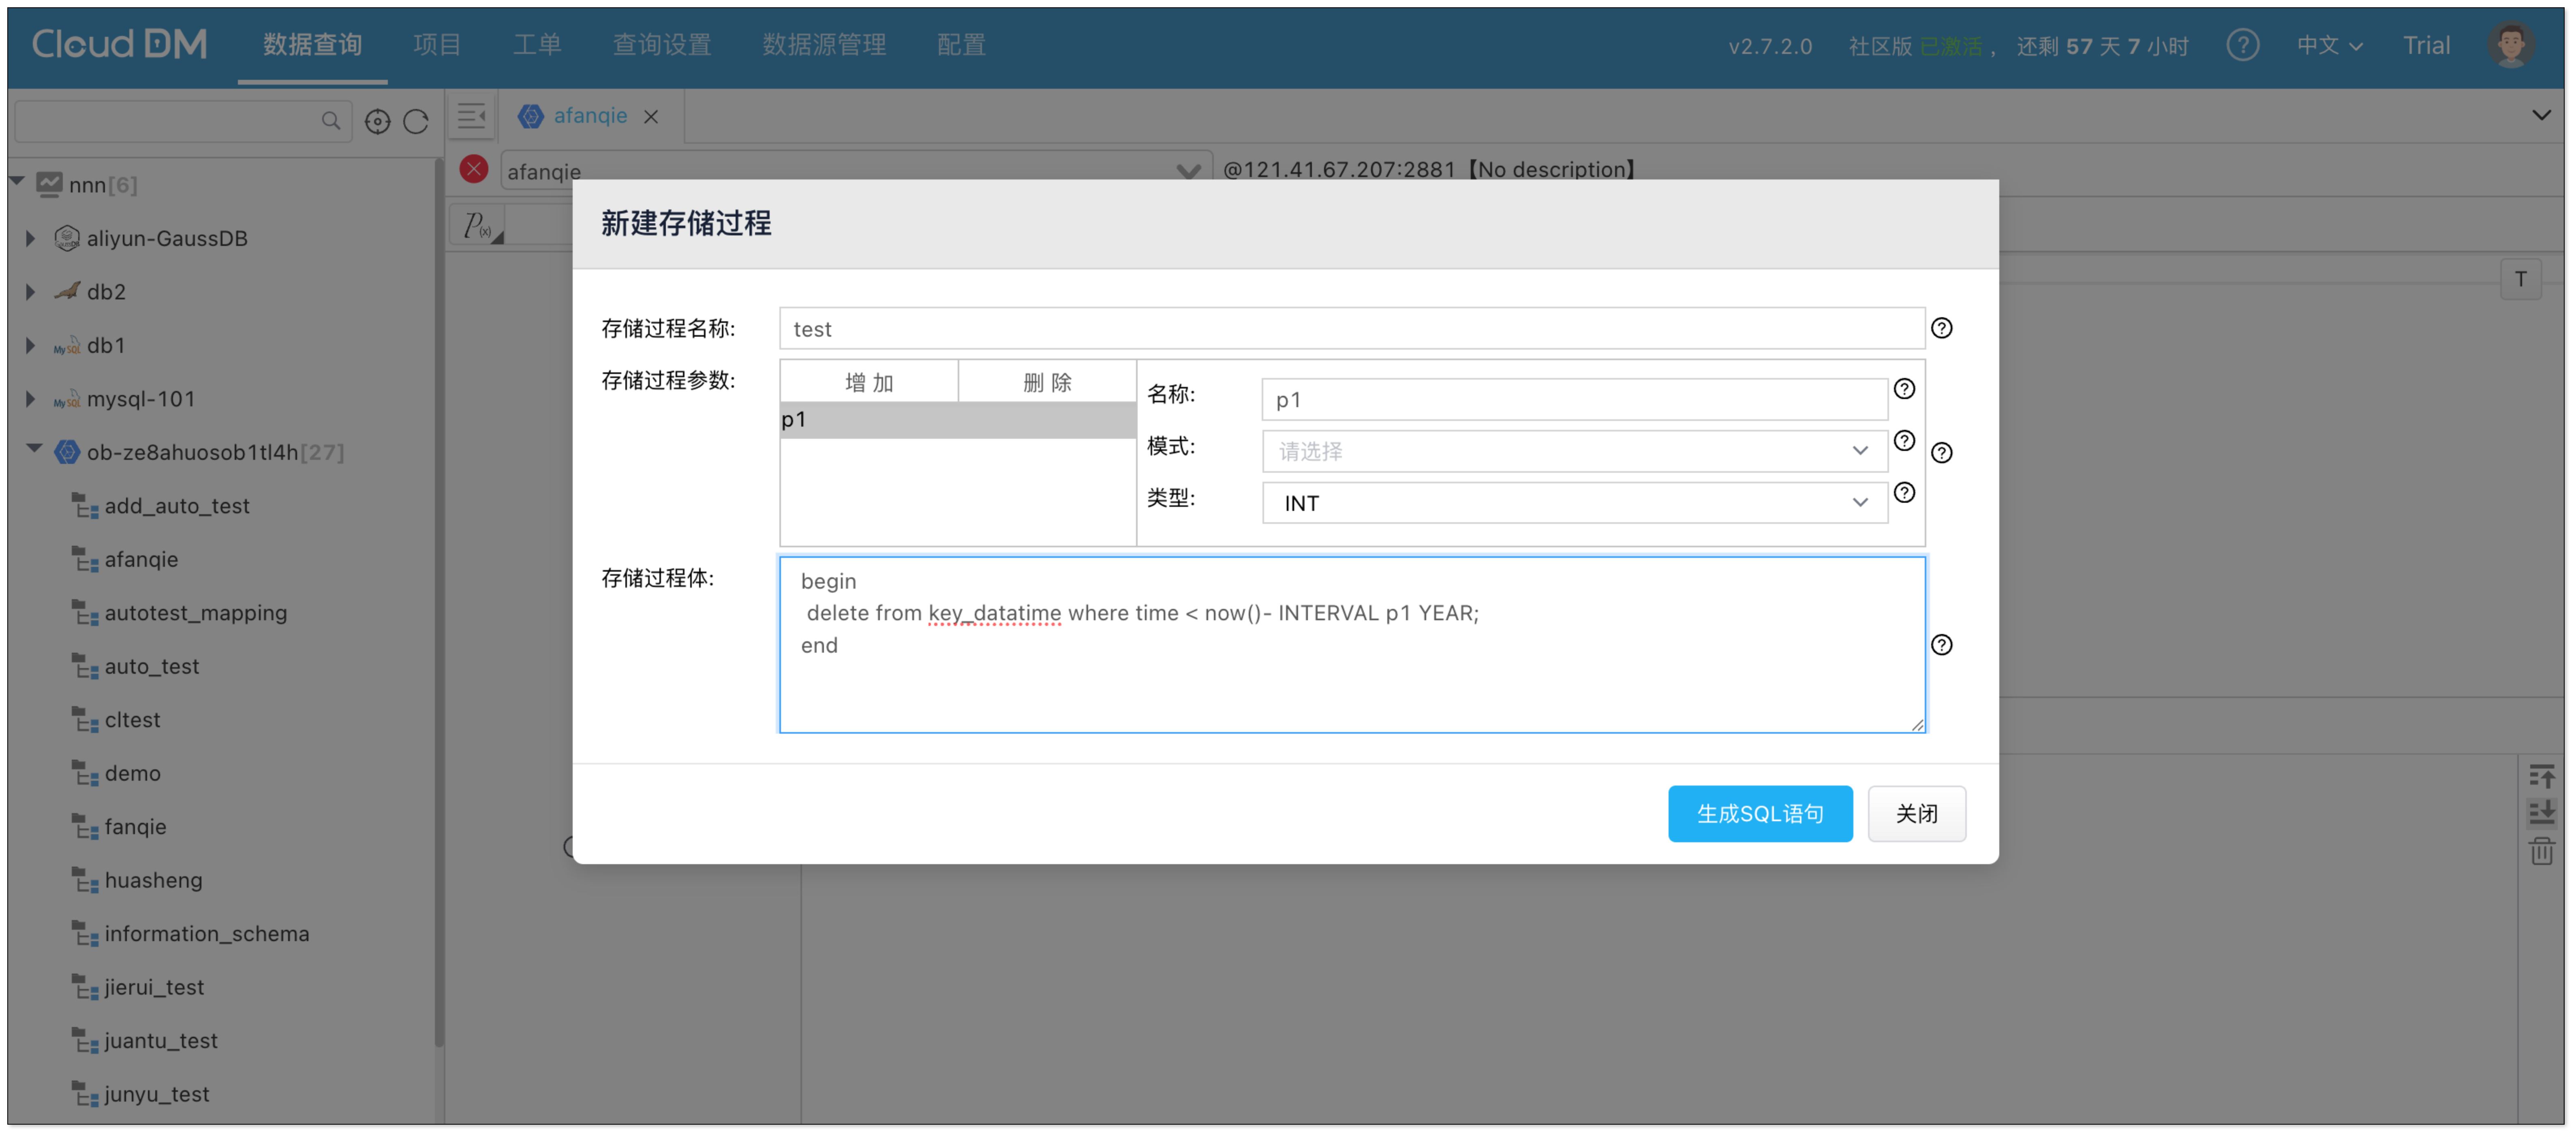 Cloud DM 数据查询 项目 工单 查询设置 数据源管理 配置 v2.7.2.0 社区版 已激活 , 还剩 57 天 7 小时 ? 中文 Trial
afanqie
afanqie @121.41.67.207:2881【No description】
nnn[6]
aliyun-GaussDB
db2
db1
mysql-101
ob-ze8ahuosob1tl4h[27]
add_auto_test
afanqie
autotest_mapping
auto_test
cltest
demo
fanqie
huasheng
information_schema
jierui_test
juantu_test
junyu_test
P(x)
T
新建存储过程
存储过程名称: test
存储过程参数: 增 加 删 除
p1
名称: p1
模式: 请选择
类型: INT
存储过程体: begin
delete from key_datatime where time < now()- INTERVAL p1 YEAR;
end
生成SQL语句 关闭